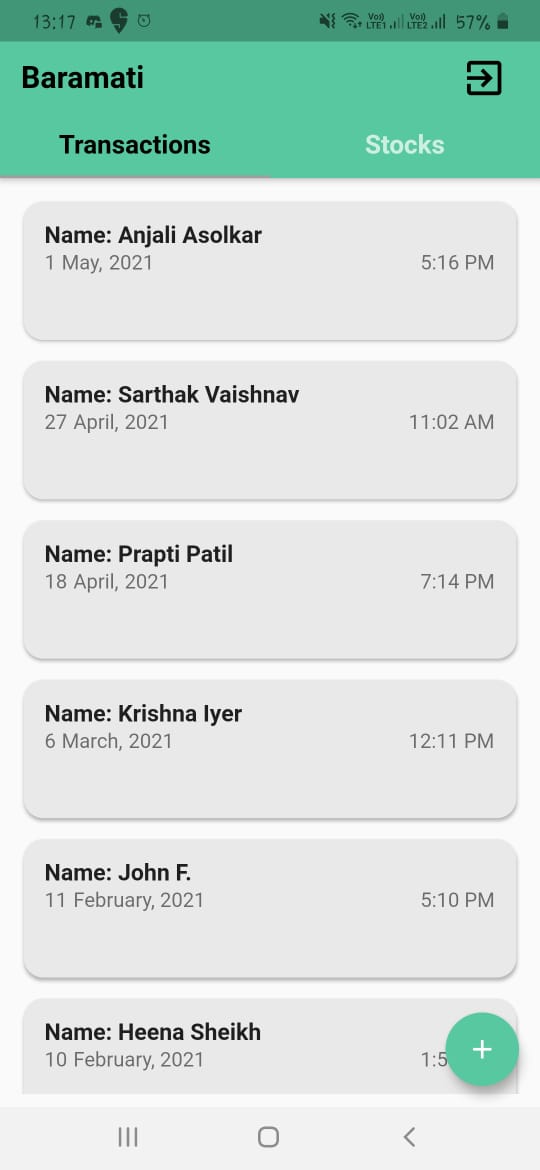 13:17 Vo)) LTE1 Vo)) LTE2 57%
Baramati
Transactions Stocks
Name: Anjali Asolkar
1 May, 2021 5:16 PM
Name: Sarthak Vaishnav
27 April, 2021 11:02 AM
Name: Prapti Patil
18 April, 2021 7:14 PM
Name: Krishna Iyer
6 March, 2021 12:11 PM
Name: John F.
11 February, 2021 5:10 PM
Name: Heena Sheikh
10 February, 2021 1:5
+